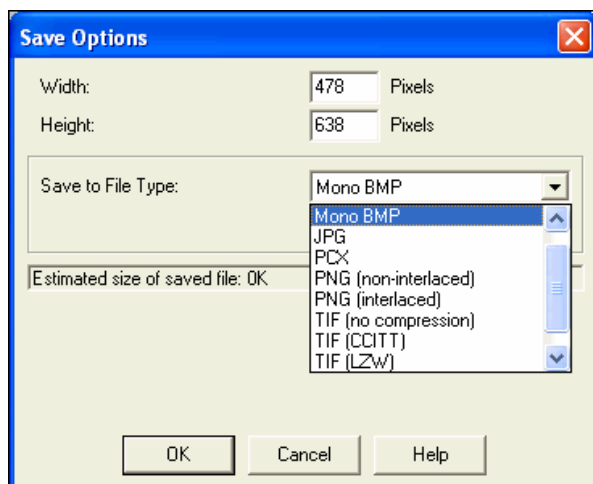 Save Options
Width: 478 Pixels
Height: 638 Pixels
Save to File Type: Mono BMP
Mono BMP
JPG
PCX
PNG (non-interlaced)
PNG (interlaced)
TIF (no compression)
TIF (CCITT)
TIF (LZW)
Estimated size of saved file: 0K
OK Cancel Help